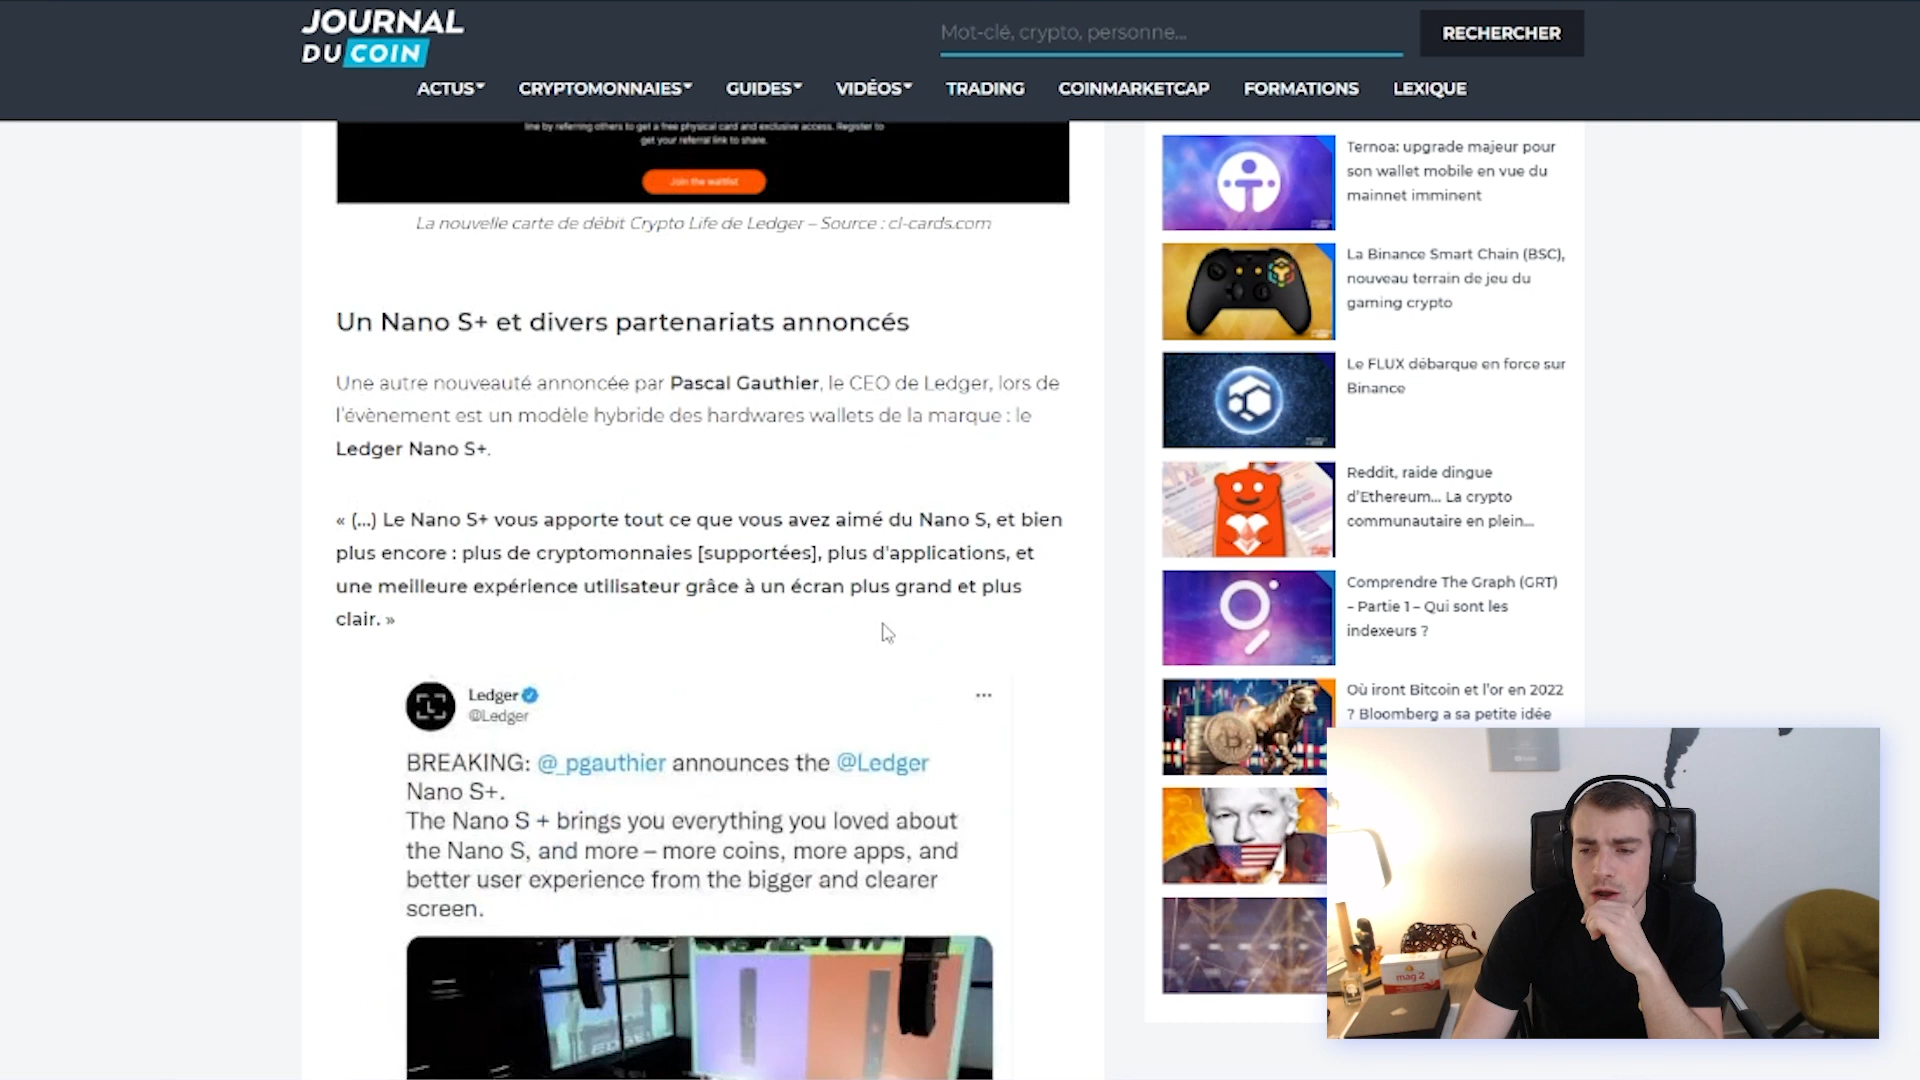 JOURNAL
DU COIN
Mot-clé, crypto, personne...
RECHERCHER
ACTUS
CRYPTOMONNAIES
GUIDES
VIDÉOS
TRADING
COINMARKETCAP
FORMATIONS
LEXIQUE
line by referring others to get a free physical card and exclusive access. Register to
get your referral link to share.
Join the waitlist
La nouvelle carte de débit Crypto Life de Ledger – Source : cl-cards.com
Un Nano S+ et divers partenariats annoncés
Une autre nouveauté annoncée par Pascal Gauthier, le CEO de Ledger, lors de
l'évènement est un modèle hybride des hardwares wallets de la marque : le
Ledger Nano S+.
« (...) Le Nano S+ vous apporte tout ce que vous avez aimé du Nano S, et bien
plus encore : plus de cryptomonnaies [supportées], plus d'applications, et
une meilleure expérience utilisateur grâce à un écran plus grand et plus
clair. »
Ledger
@Ledger
BREAKING: @_pgauthier announces the @Ledger
Nano S+.
The Nano S + brings you everything you loved about
the Nano S, and more – more coins, more apps, and
better user experience from the bigger and clearer
screen.
Ternoa: upgrade majeur pour
son wallet mobile en vue du
mainnet imminent
La Binance Smart Chain (BSC),
nouveau terrain de jeu du
gaming crypto
Le FLUX débarque en force sur
Binance
Reddit, raide dingue
d'Ethereum... La crypto
communautaire en plein...
Comprendre The Graph (GRT)
– Partie 1 – Qui sont les
indexeurs ?
Où iront Bitcoin et l'or en 2022
? Bloomberg a sa petite idée
mag 2